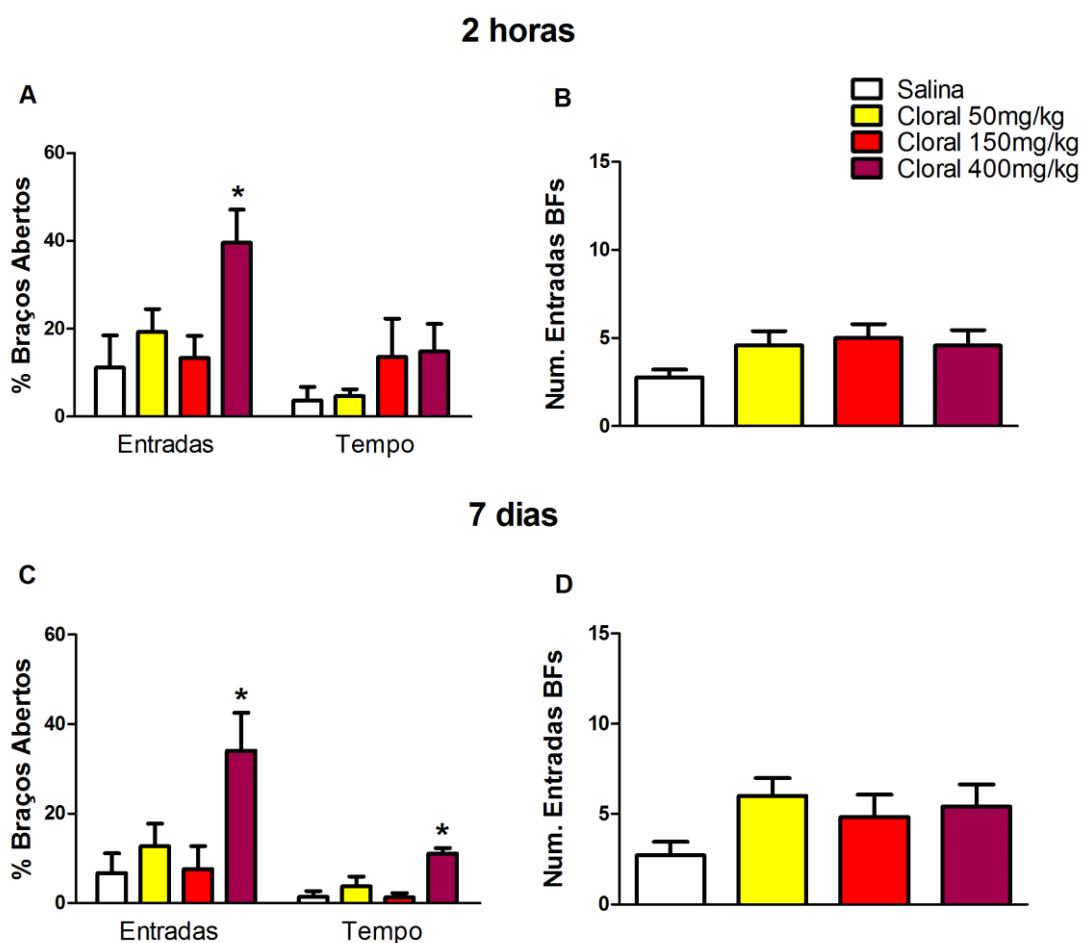 2 horas
A
B
Salina
Cloral 50mg/kg
Cloral 150mg/kg
Cloral 400mg/kg
% Braços Abertos
60
40
20
0
*
Entradas
Tempo
Num. Entradas BFs
15
10
5
0
7 dias
C
D
% Braços Abertos
60
40
20
0
*
*
Entradas
Tempo
Num. Entradas BFs
15
10
5
0